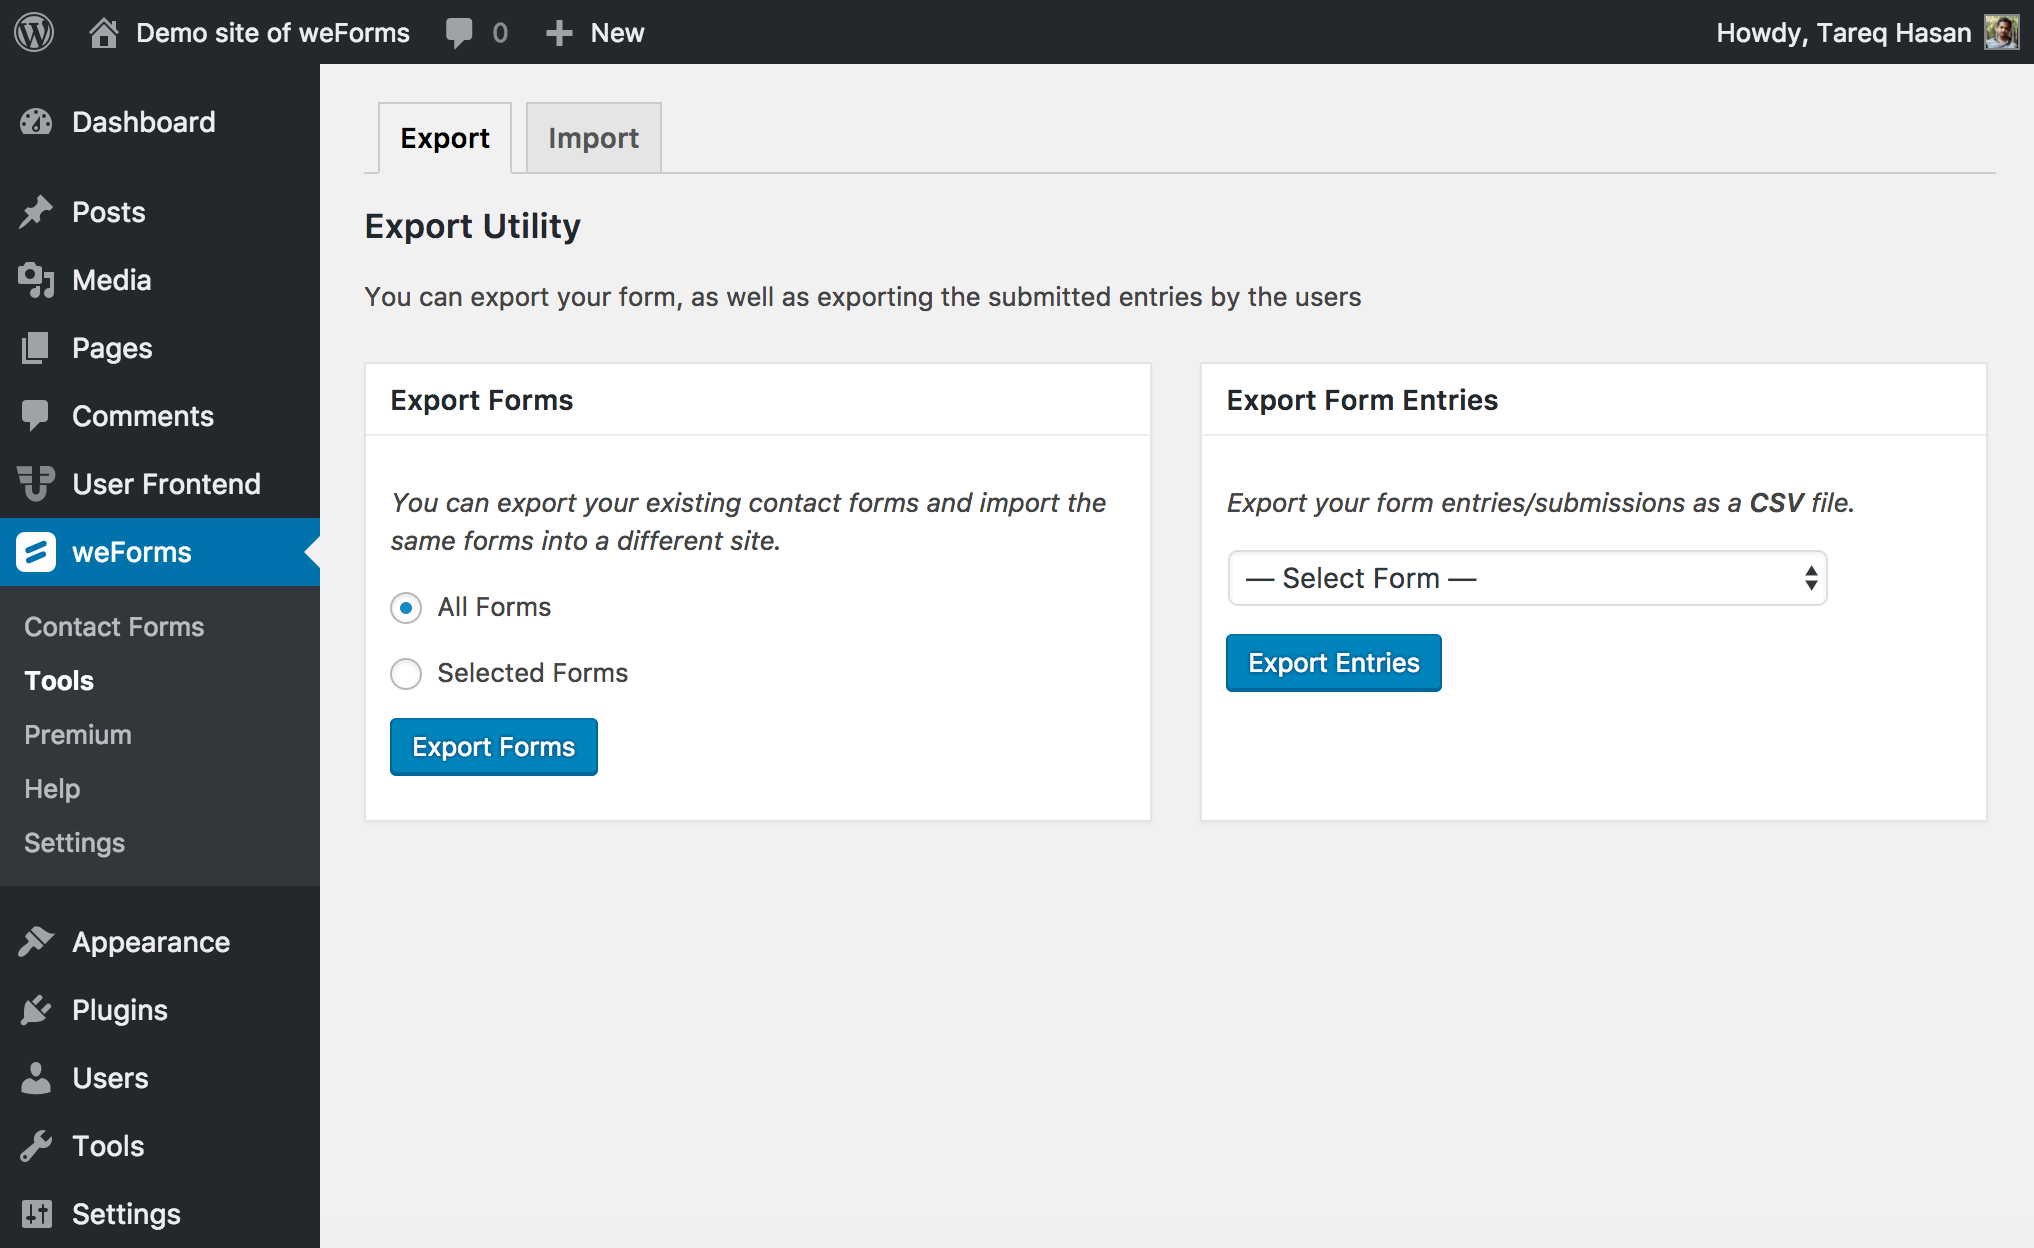 Demo site of weForms
0
New
Howdy, Tareq Hasan
Dashboard
Posts
Media
Pages
Comments
User Frontend
weForms
Contact Forms
Tools
Premium
Help
Settings
Appearance
Plugins
Users
Tools
Settings
Export
Import
Export Utility
You can export your form, as well as exporting the submitted entries by the users
Export Forms
You can export your existing contact forms and import the
same forms into a different site.
All Forms
Selected Forms
Export Forms
Export Form Entries
Export your form entries/submissions as a CSV file.
— Select Form —
Export Entries